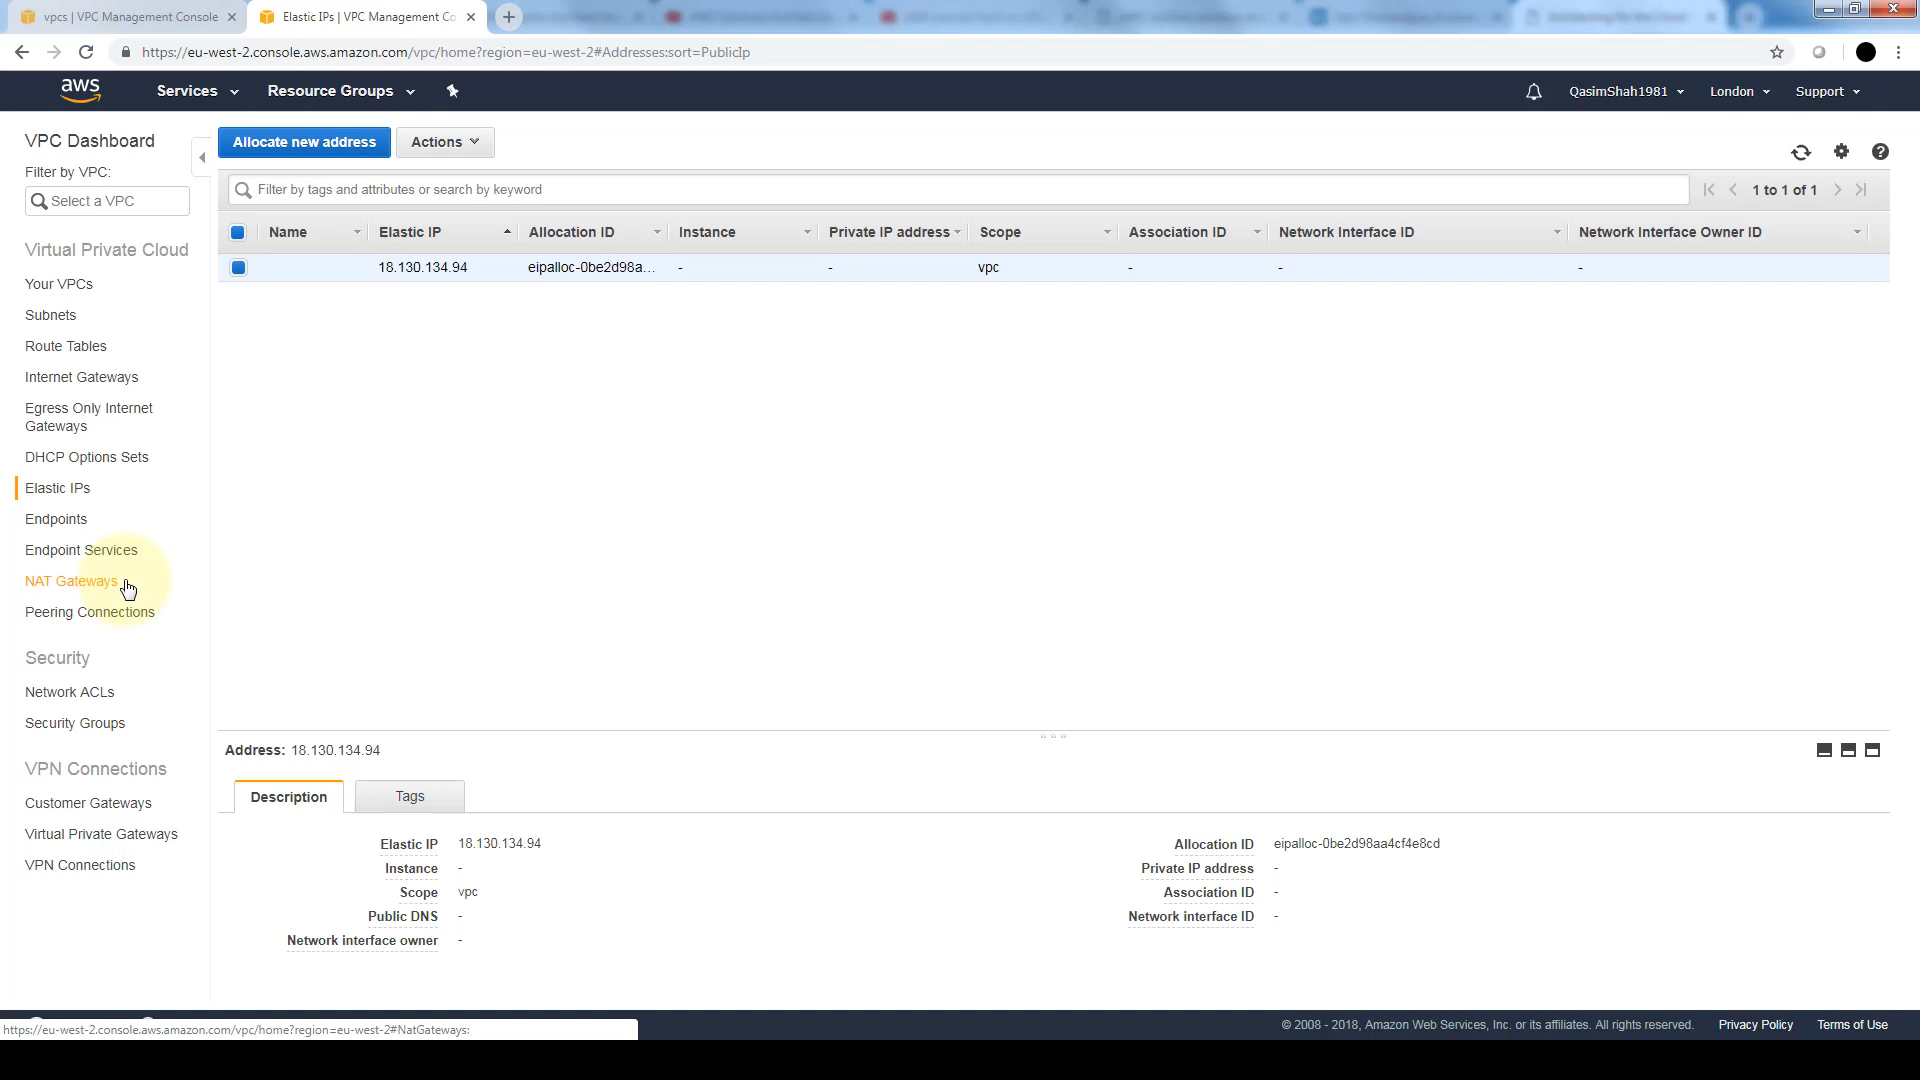 vpcs | VPC Management Console
Elastic IPs | VPC Management Co
https://eu-west-2.console.aws.amazon.com/vpc/home?region=eu-west-2#Addresses:sort=PublicIp
aws
Services
Resource Groups
QasimShah1981
London
Support
VPC Dashboard
Filter by VPC:
Select a VPC
Virtual Private Cloud
Your VPCs
Subnets
Route Tables
Internet Gateways
Egress Only Internet
Gateways
DHCP Options Sets
Elastic IPs
Endpoints
Endpoint Services
NAT Gateways
Peering Connections
Security
Network ACLs
Security Groups
VPN Connections
Customer Gateways
Virtual Private Gateways
VPN Connections
Allocate new address
Actions
Filter by tags and attributes or search by keyword
1 to 1 of 1
Name Elastic IP Allocation ID Instance Private IP address Scope Association ID Network Interface ID Network Interface Owner ID
18.130.134.94 eipalloc-0be2d98a... - - vpc - - -
Address: 18.130.134.94
Description
Tags
Elastic IP 18.130.134.94
Instance -
Scope vpc
Public DNS -
Network interface owner -
Allocation ID eipalloc-0be2d98aa4cf4e8cd
Private IP address -
Association ID -
Network interface ID -
https://eu-west-2.console.aws.amazon.com/vpc/home?region=eu-west-2#NatGateways:
© 2008 - 2018, Amazon Web Services, Inc. or its affiliates. All rights reserved. Privacy Policy Terms of Use